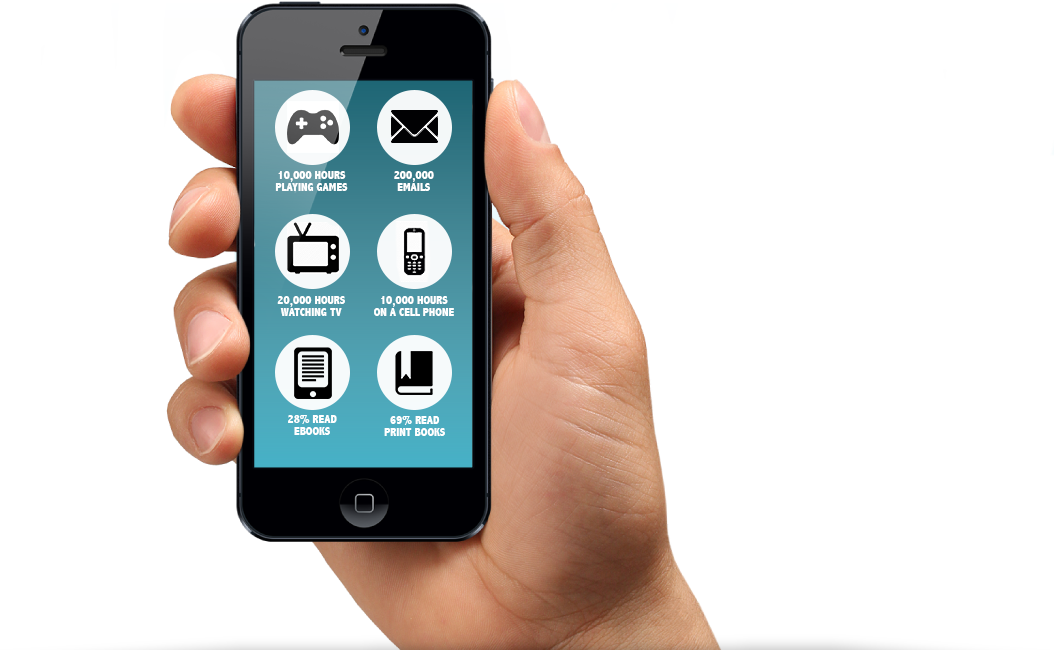 10,000 HOURS
PLAYING GAMES
200,000
EMAILS
20,000 HOURS
WATCHING TV
10,000 HOURS
ON A CELL PHONE
28% READ
EBOOKS
69% READ
PRINT BOOKS